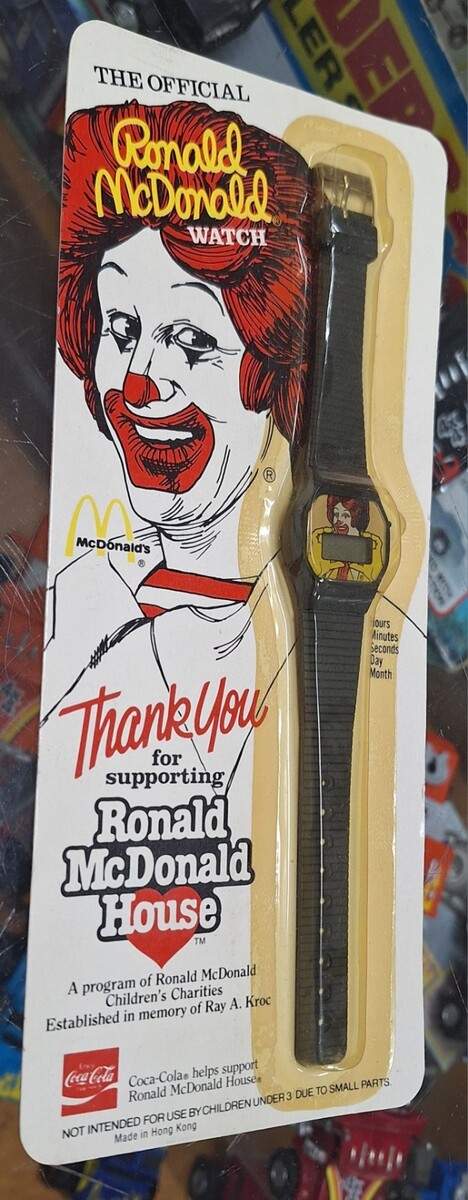 THE OFFICIAL
Ronald
McDonald®
WATCH
®
McDonald's
®
Hours
Minutes
Seconds
Day
Month
Thank You
for
supporting
Ronald
McDonald
House
TM
A program of Ronald McDonald
Children's Charities
Established in memory of Ray A. Kroc
Enjoy
Coca-Cola
Coca-Cola® helps support
Ronald McDonald House®
NOT INTENDED FOR USE BY CHILDREN UNDER 3 DUE TO SMALL PARTS.
Made in Hong Kong